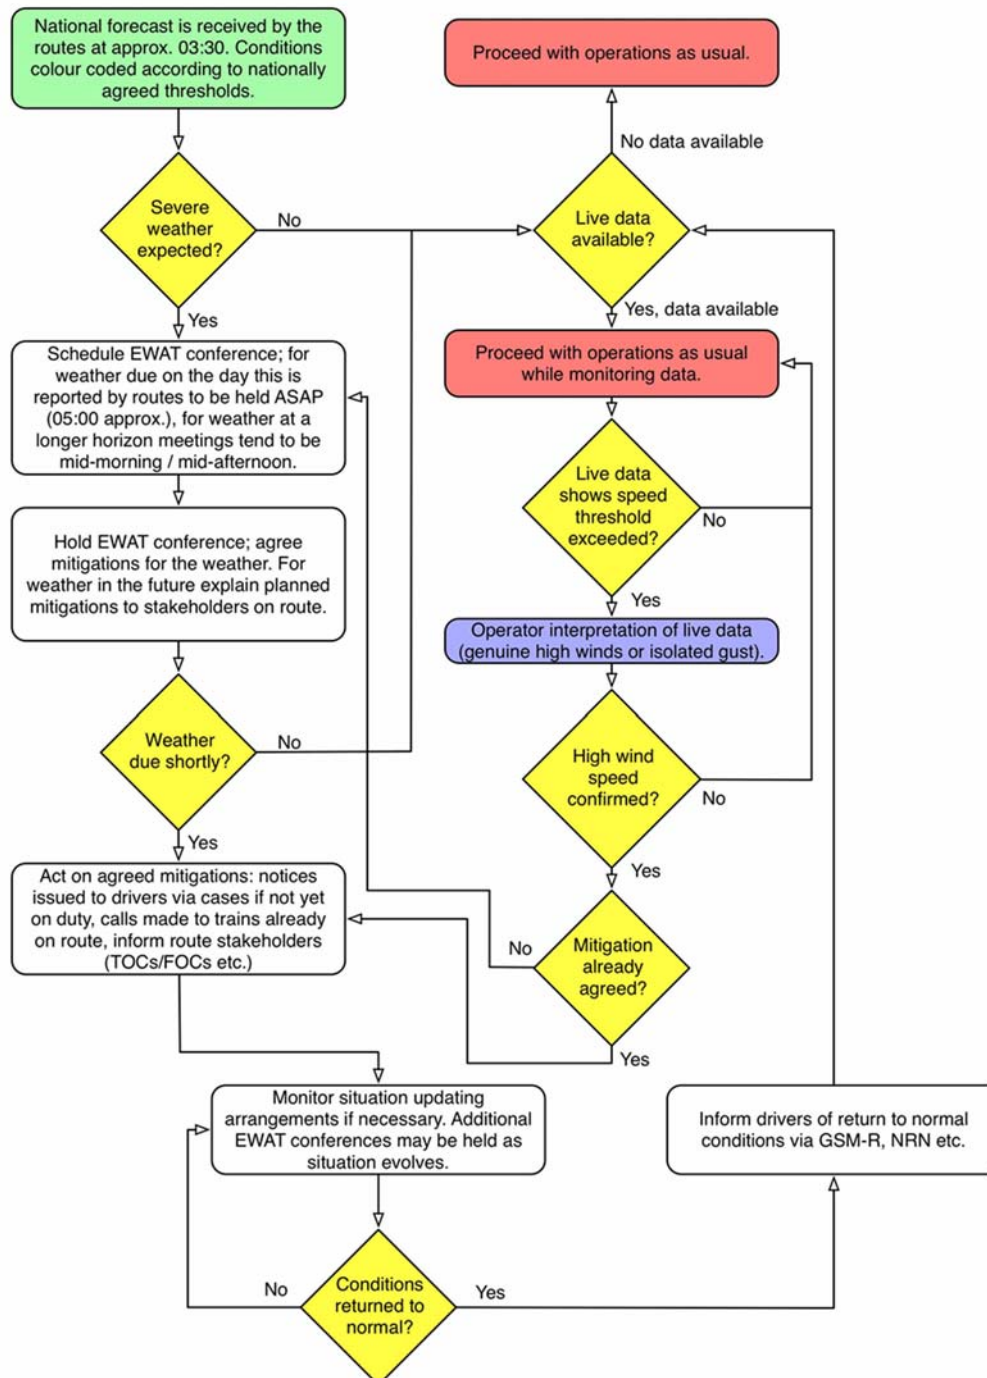 National forecast is received by the
routes at approx. 03:30. Conditions
colour coded according to nationally
agreed thresholds.
Proceed with operations as usual.
No data available
Severe
weather
expected?
No
Live data
available?
Yes
Yes, data available
Schedule EWAT conference; for
weather due on the day this is
reported by routes to be held ASAP
(05:00 approx.), for weather at a
longer horizon meetings tend to be
mid-morning / mid-afternoon.
Proceed with operations as usual
while monitoring data.
Live data
shows speed
threshold
exceeded?
No
Hold EWAT conference; agree
mitigations for the weather. For
weather in the future explain planned
mitigations to stakeholders on route.
Yes
Operator interpretation of live data
(genuine high winds or isolated gust).
Weather
due shortly?
No
High wind
speed
confirmed?
No
Yes
Yes
Act on agreed mitigations: notices
issued to drivers via cases if not yet
on duty, calls made to trains already
on route, inform route stakeholders
(TOCs/FOCs etc.)
No
Mitigation
already
agreed?
Yes
Monitor situation updating
arrangements if necessary. Additional
EWAT conferences may be held as
situation evolves.
Inform drivers of return to normal
conditions via GSM-R, NRN etc.
No
Conditions
returned to
normal?
Yes